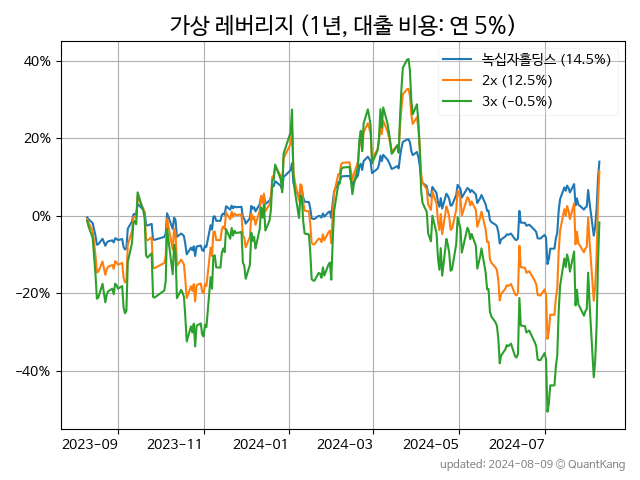 가상 레버리지 (1년, 대출 비용: 연 5%)
녹십자홀딩스 (14.5%)
2x (12.5%)
3x (−0.5%)
40%
20%
0%
−20%
−40%
2023-09 2023-11 2024-01 2024-03 2024-05 2024-07
updated: 2024-08-09 © QuantKang